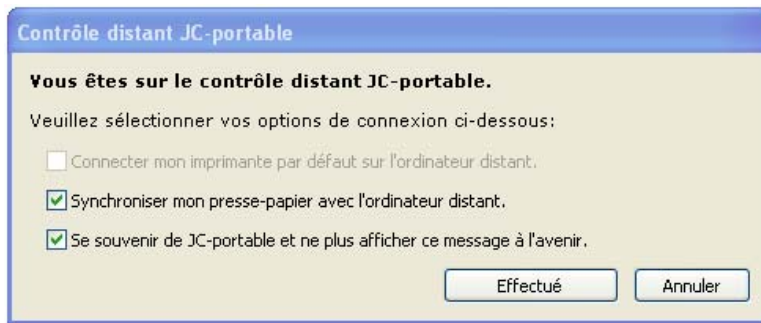 Contrôle distant JC-portable
Vous êtes sur le contrôle distant JC-portable.
Veuillez sélectionner vos options de connexion ci-dessous:
Connecter mon imprimante par défaut sur l'ordinateur distant.
Synchroniser mon presse-papier avec l'ordinateur distant.
Se souvenir de JC-portable et ne plus afficher ce message à l'avenir.
Effectué Annuler